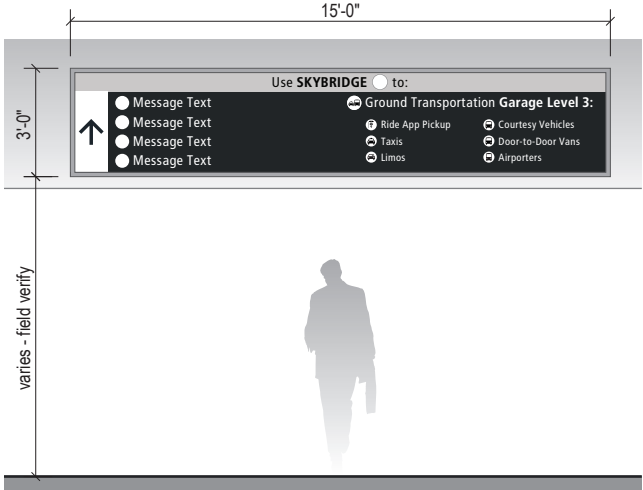 15'-0"
3'-0"
Use SKYBRIDGE to:
Message Text
Message Text
Message Text
Message Text
Ground Transportation Garage Level 3:
Ride App Pickup
Taxis
Limos
Courtesy Vehicles
Door-to-Door Vans
Airporters
varies - field verify